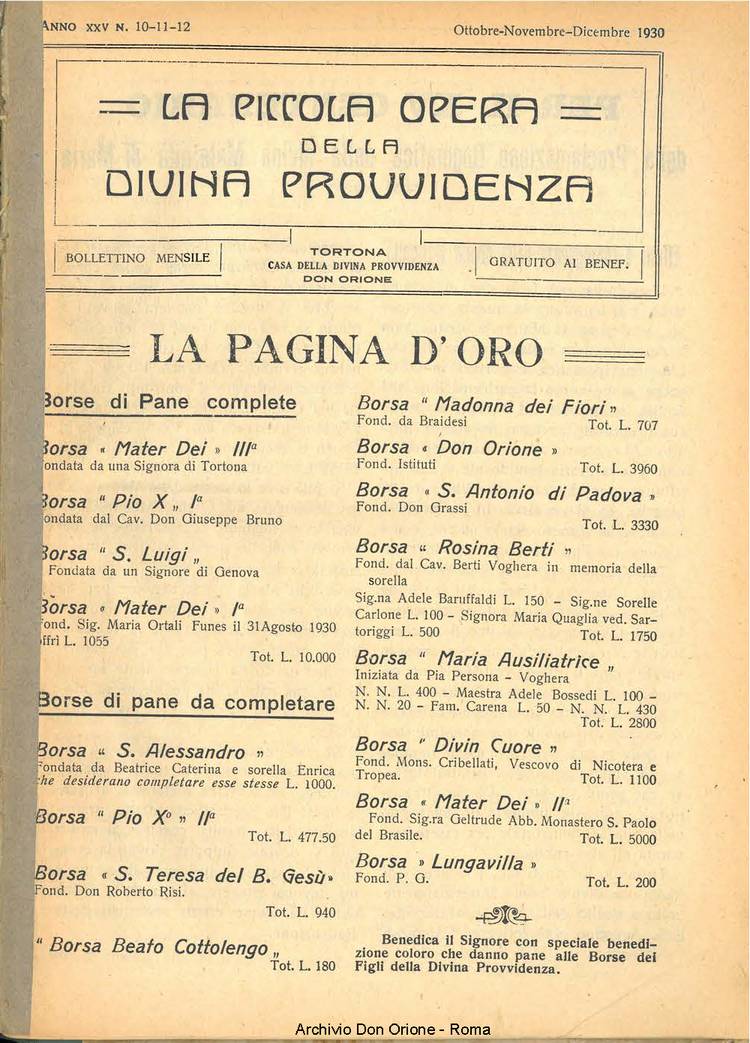 ANNO XXV N. 10-11-12
Ottobre-Novembre-Dicembre 1930
LA PICCOLA OPERA
DELLA
DIVINA PROVVIDENZA
BOLLETTINO MENSILE
TORTONA
CASA DELLA DIVINA PROVVIDENZA
DON ORIONE
GRATUITO AI BENEF.
LA PAGINA D'ORO
Borse di Pane complete
Borsa « Mater Dei » IIIª
Fondata da una Signora di Tortona
Borsa " Pio X „ Iª
Fondata dal Cav. Don Giuseppe Bruno
Borsa " S. Luigi „
Fondata da un Signore di Genova
Borsa « Mater Dei » Iª
Fond. Sig. Maria Ortali Funes il 31 Agosto 1930
offrì L. 1055
Tot. L. 10.000
Borse di pane da completare
Borsa " S. Alessandro "
Fondata da Beatrice Caterina e sorella Enrica
che desiderano completare esse stesse L. 1000.
Borsa " Pio Xº " IIª
Tot. L. 477.50
Borsa « S. Teresa del B. Gesù»
Fond. Don Roberto Risi.
Tot. L. 940
" Borsa Beato Cottolengo „
Tot. L. 180
Borsa " Madonna dei Fiori "
Fond. da Braidesi
Tot. L. 707
Borsa « Don Orione »
Fond. Istituti
Tot. L. 3960
Borsa « S. Antonio di Padova »
Fond. Don Grassi
Tot. L. 3330
Borsa " Rosina Berti "
Fond. dal Cav. Berti Voghera in memoria della
sorella
Sig.na Adele Baruffaldi L. 150 - Sig.ne Sorelle
Carlone L. 100 - Signora Maria Quaglia ved. Sar-
toriggi L. 500
Tot. L. 1750
Borsa " Maria Ausiliatrice „
Iniziata da Pia Persona - Voghera
N. N. L. 400 - Maestra Adele Bossedi L. 100 -
N. N. 20 - Fam. Carena L. 50 - N. N. L. 430
Tot. L. 2800
Borsa " Divin Cuore "
Fond. Mons. Cribellati, Vescovo di Nicotera e
Tropea.
Tot. L. 1100
Borsa « Mater Dei » IIª
Fond. Sig.ra Geltrude Abb. Monastero S. Paolo
del Brasile.
Tot. L. 5000
Borsa » Lungavilla »
Fond. P. G.
Tot. L. 200
Benedica il Signore con speciale benedi-
zione coloro che danno pane alle Borse dei
Figli della Divina Provvidenza.
Archivio Don Orione - Roma